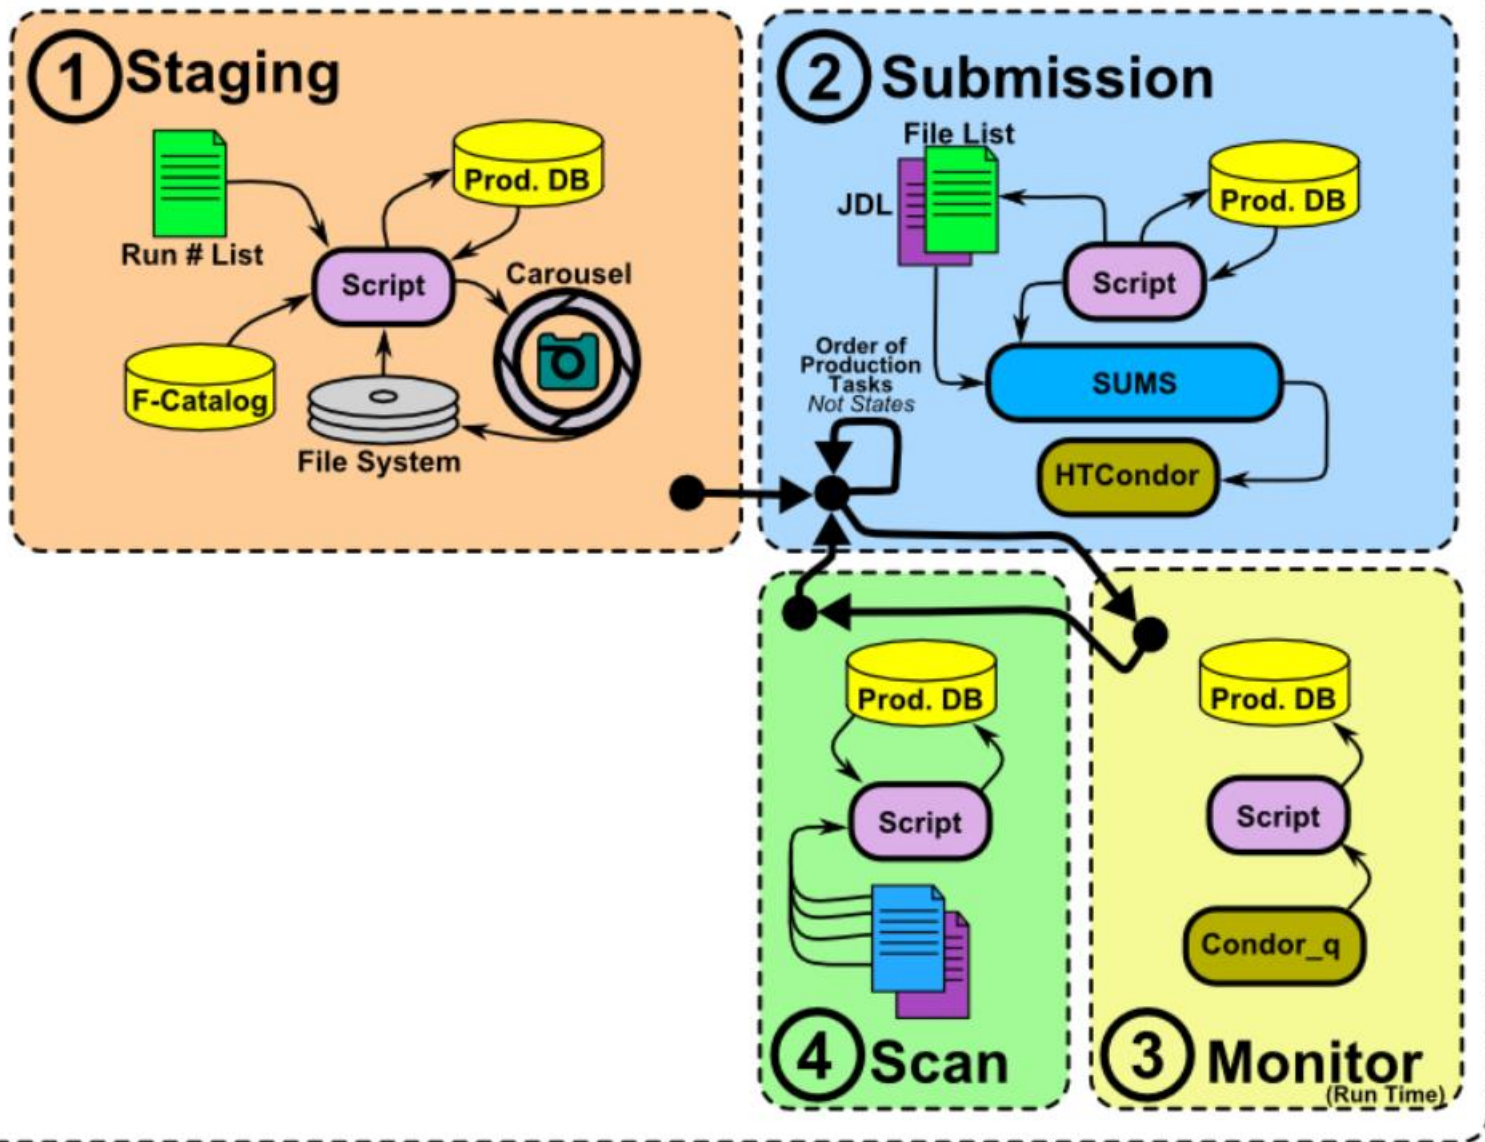 1 Staging
Prod. DB
Run # List
Script
Carousel
F-Catalog
File System
2 Submission
File List
JDL
Prod. DB
Script
Order of
Production
Tasks
Not States
SUMS
HTCondor
Prod. DB
Script
4 Scan
Prod. DB
Script
Condor_q
3 Monitor
(Run Time)